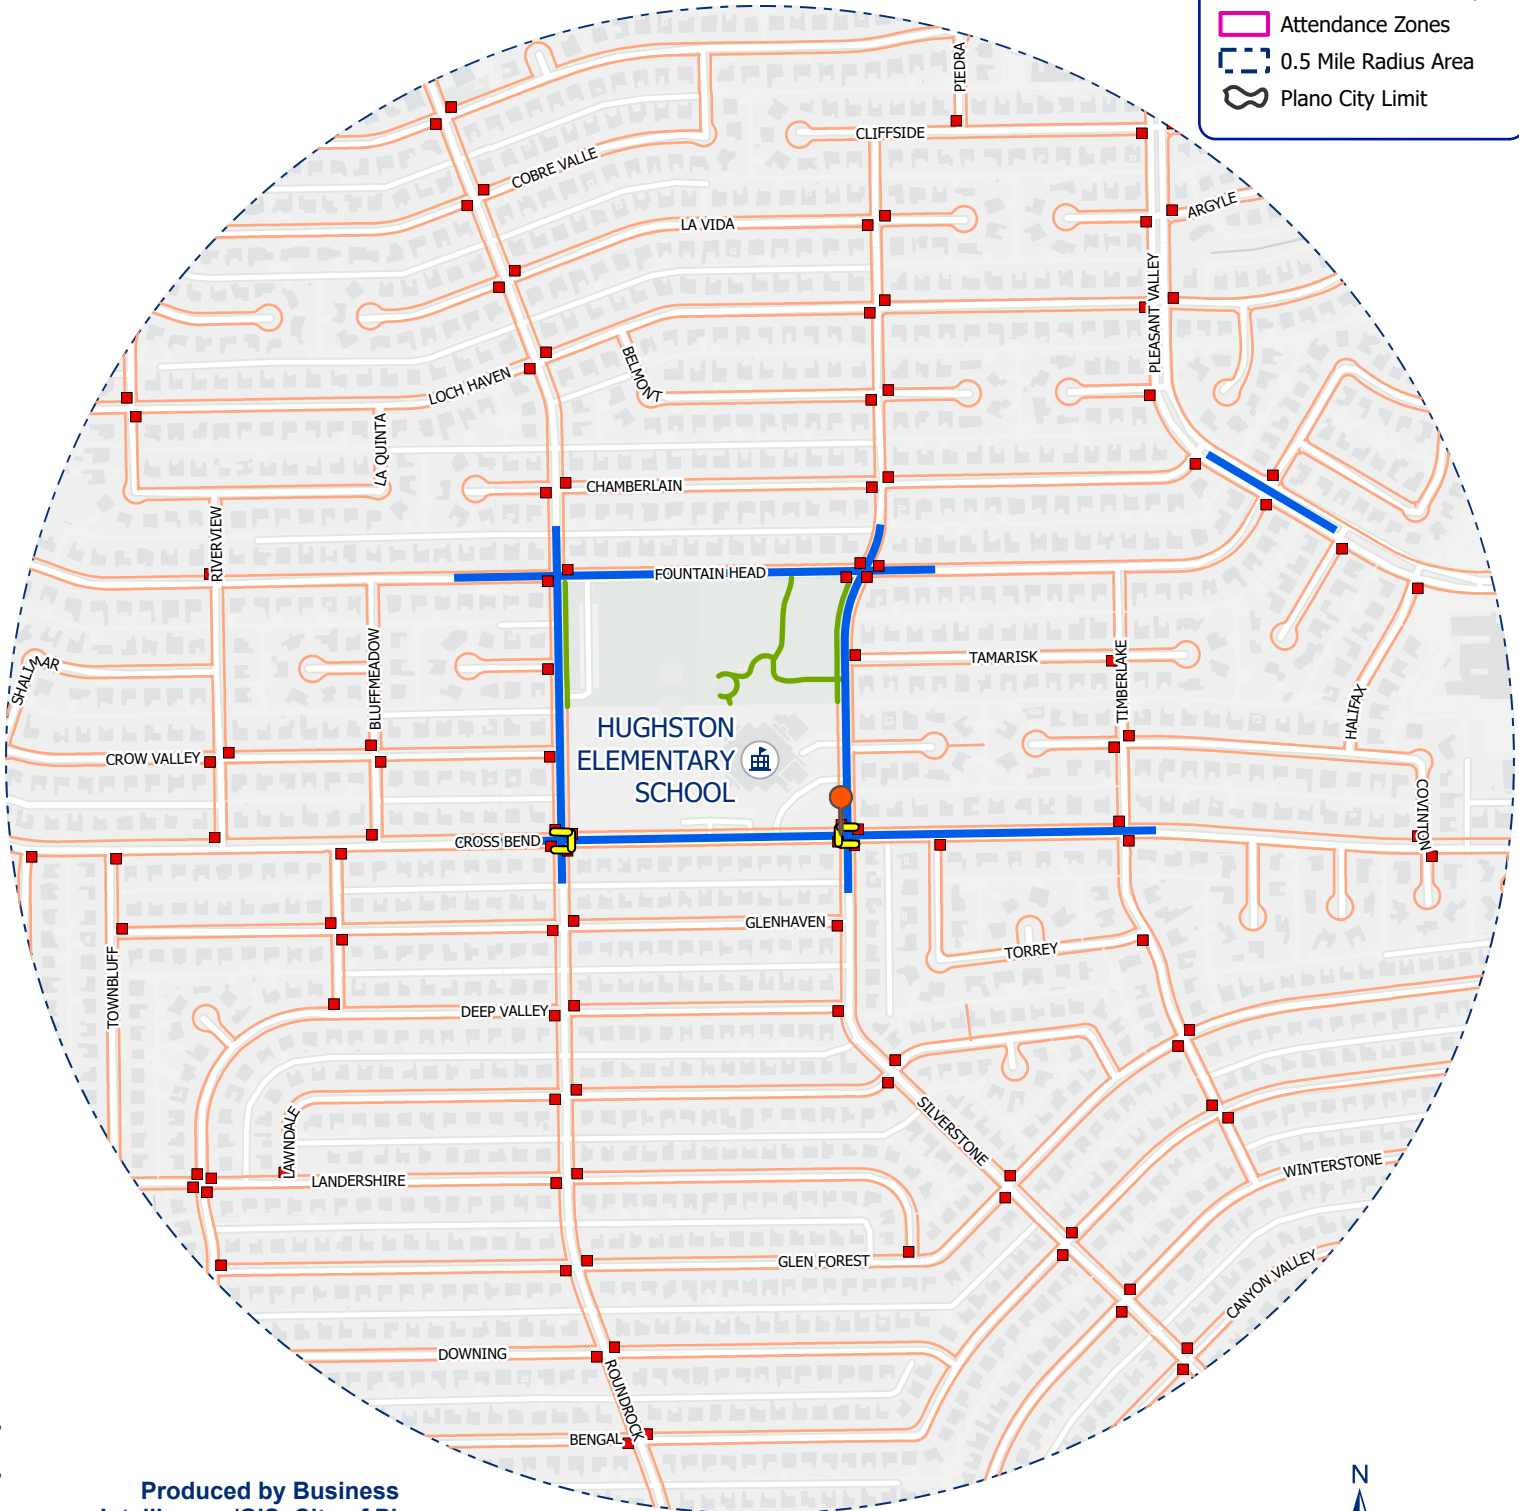 Attendance Zones
0.5 Mile Radius Area
Plano City Limit
PIEDRA
CLIFFSIDE
COBRE VALLE
ARGYLE
LA VIDA
PLEASANT VALLEY
BELMONT
LOCH HAVEN
LA QUINTA
CHAMBERLAIN
RIVERVIEW
FOUNTAIN HEAD
BLUFFMEADOW
SHALIMAR
TAMARISK
TIMBERLAKE
HALIFAX
HUGHSTON
ELEMENTARY
SCHOOL
CROW VALLEY
COVINTON
CROSS BEND
GLENHAVEN
TORREY
TOWNBLUFF
DEEP VALLEY
LAWNDALE
SILVERSTONE
LANDERSHIRE
WINTERSTONE
GLEN FOREST
CANYON VALLEY
DOWNING
ROUNDROCK
BENGAL
Produced by Business
N